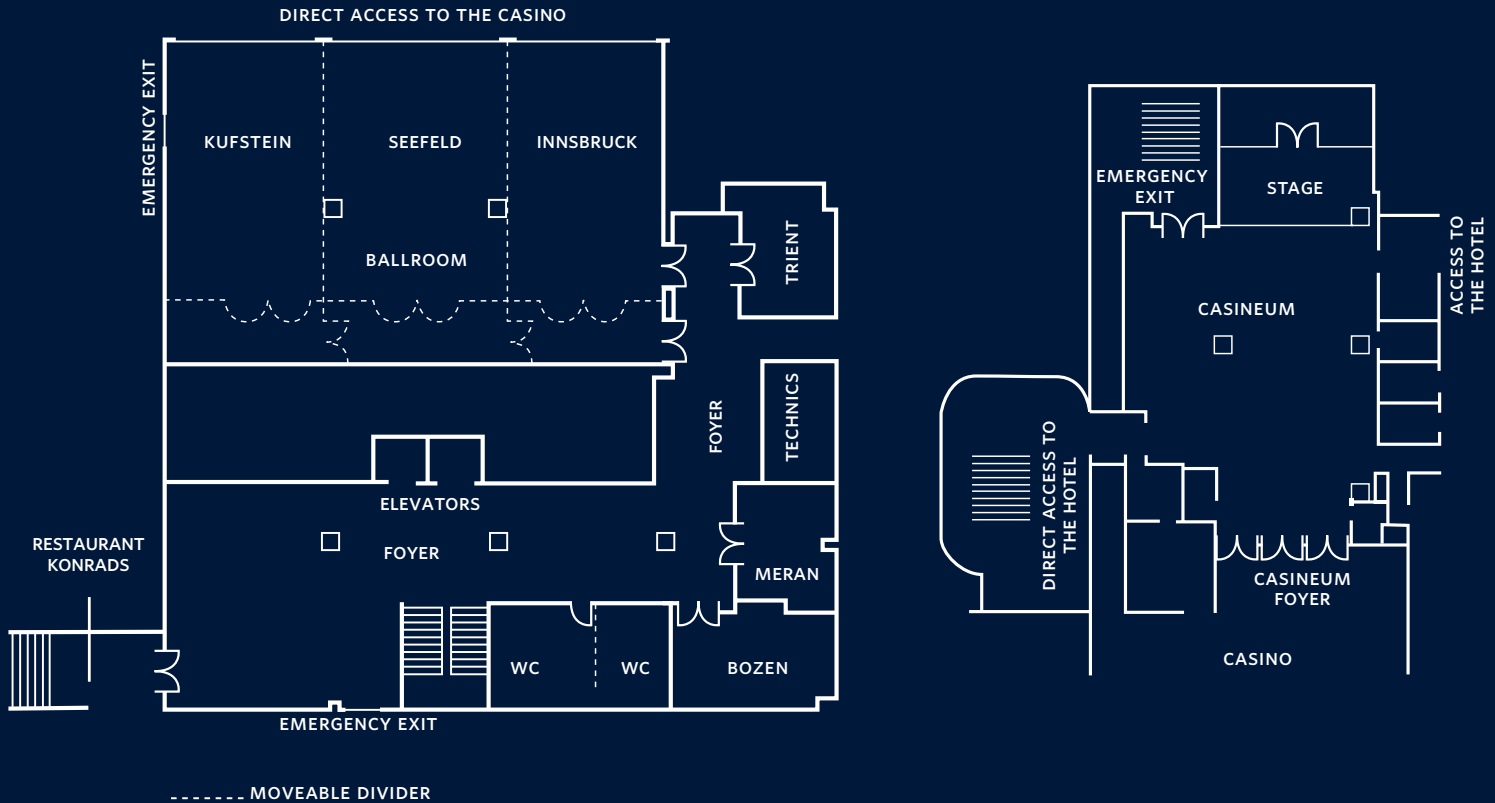 DIRECT ACCESS TO THE CASINO
EMERGENCY EXIT
KUFSTEIN
SEEFELD
INNSBRUCK
BALLROOM
TRIENT
FOYER
TECHNICS
ELEVATORS
FOYER
RESTAURANT
KONRADS
MERAN
WC
WC
BOZEN
EMERGENCY EXIT
MOVEABLE DIVIDER
EMERGENCY
EXIT
STAGE
ACCESS TO
THE HOTEL
CASINEUM
DIRECT ACCESS TO
THE HOTEL
CASINEUM
FOYER
CASINO